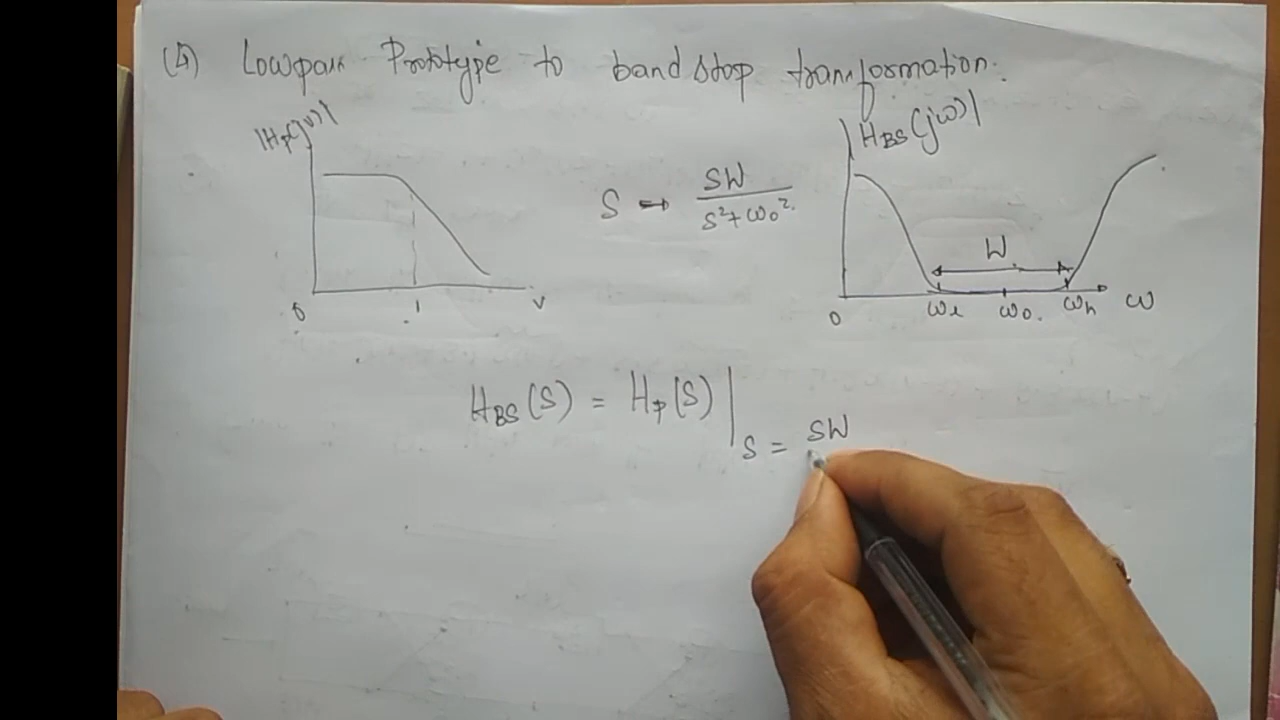 (4) Lowpass Prototype to band stop transformation.
|Hp(jν)|
S → SW / S²+ω₀²
|HBS(jω)|
W
0 1 ν
0 ωl ω₀ ωh ω
HBS(S) = Hp(S) | S = SW